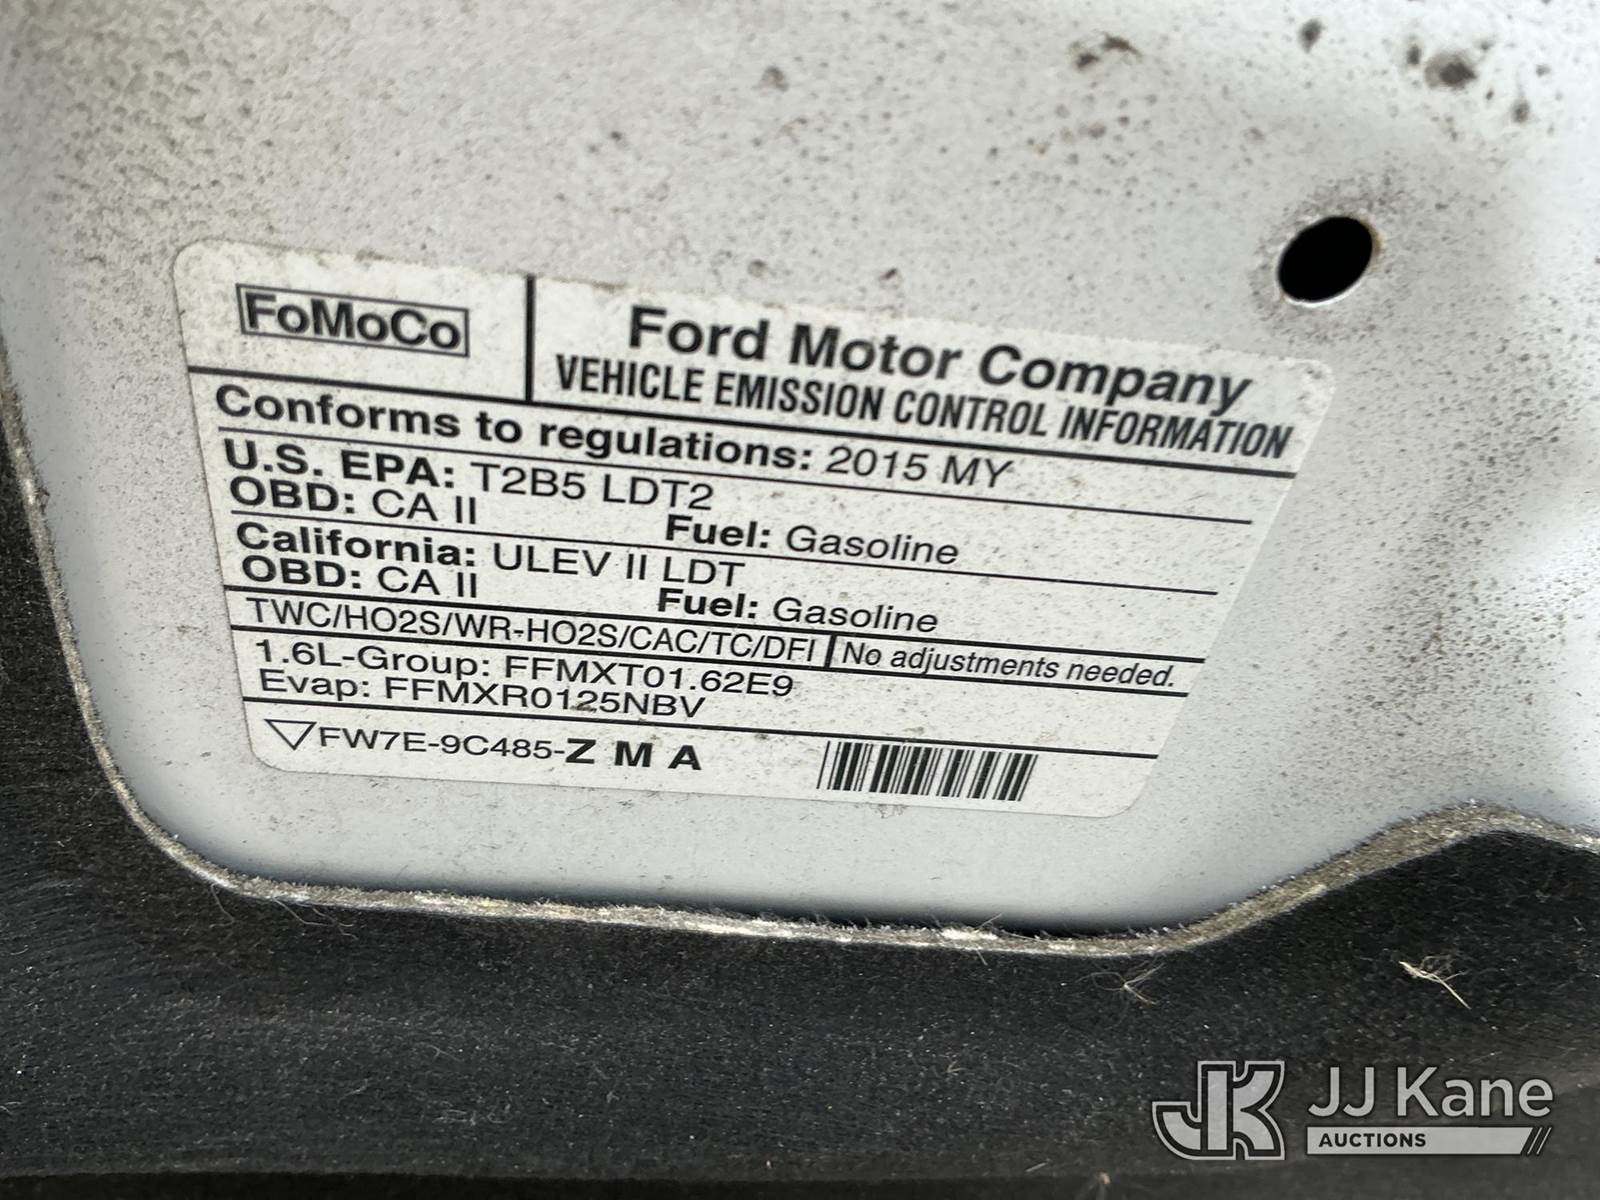 FoMoCo
Ford Motor Company
VEHICLE EMISSION CONTROL INFORMATION
Conforms to regulations: 2015 MY
U.S. EPA: T2B5 LDT2
OBD: CA II Fuel: Gasoline
California: ULEV II LDT
OBD: CA II Fuel: Gasoline
TWC/HO2S/WR-HO2S/CAC/TC/DFI No adjustments needed.
1.6L-Group: FFMXT01.62E9
Evap: FFMXR0125NBV
FW7E-9C485-Z M A
JK JJ Kane
AUCTIONS